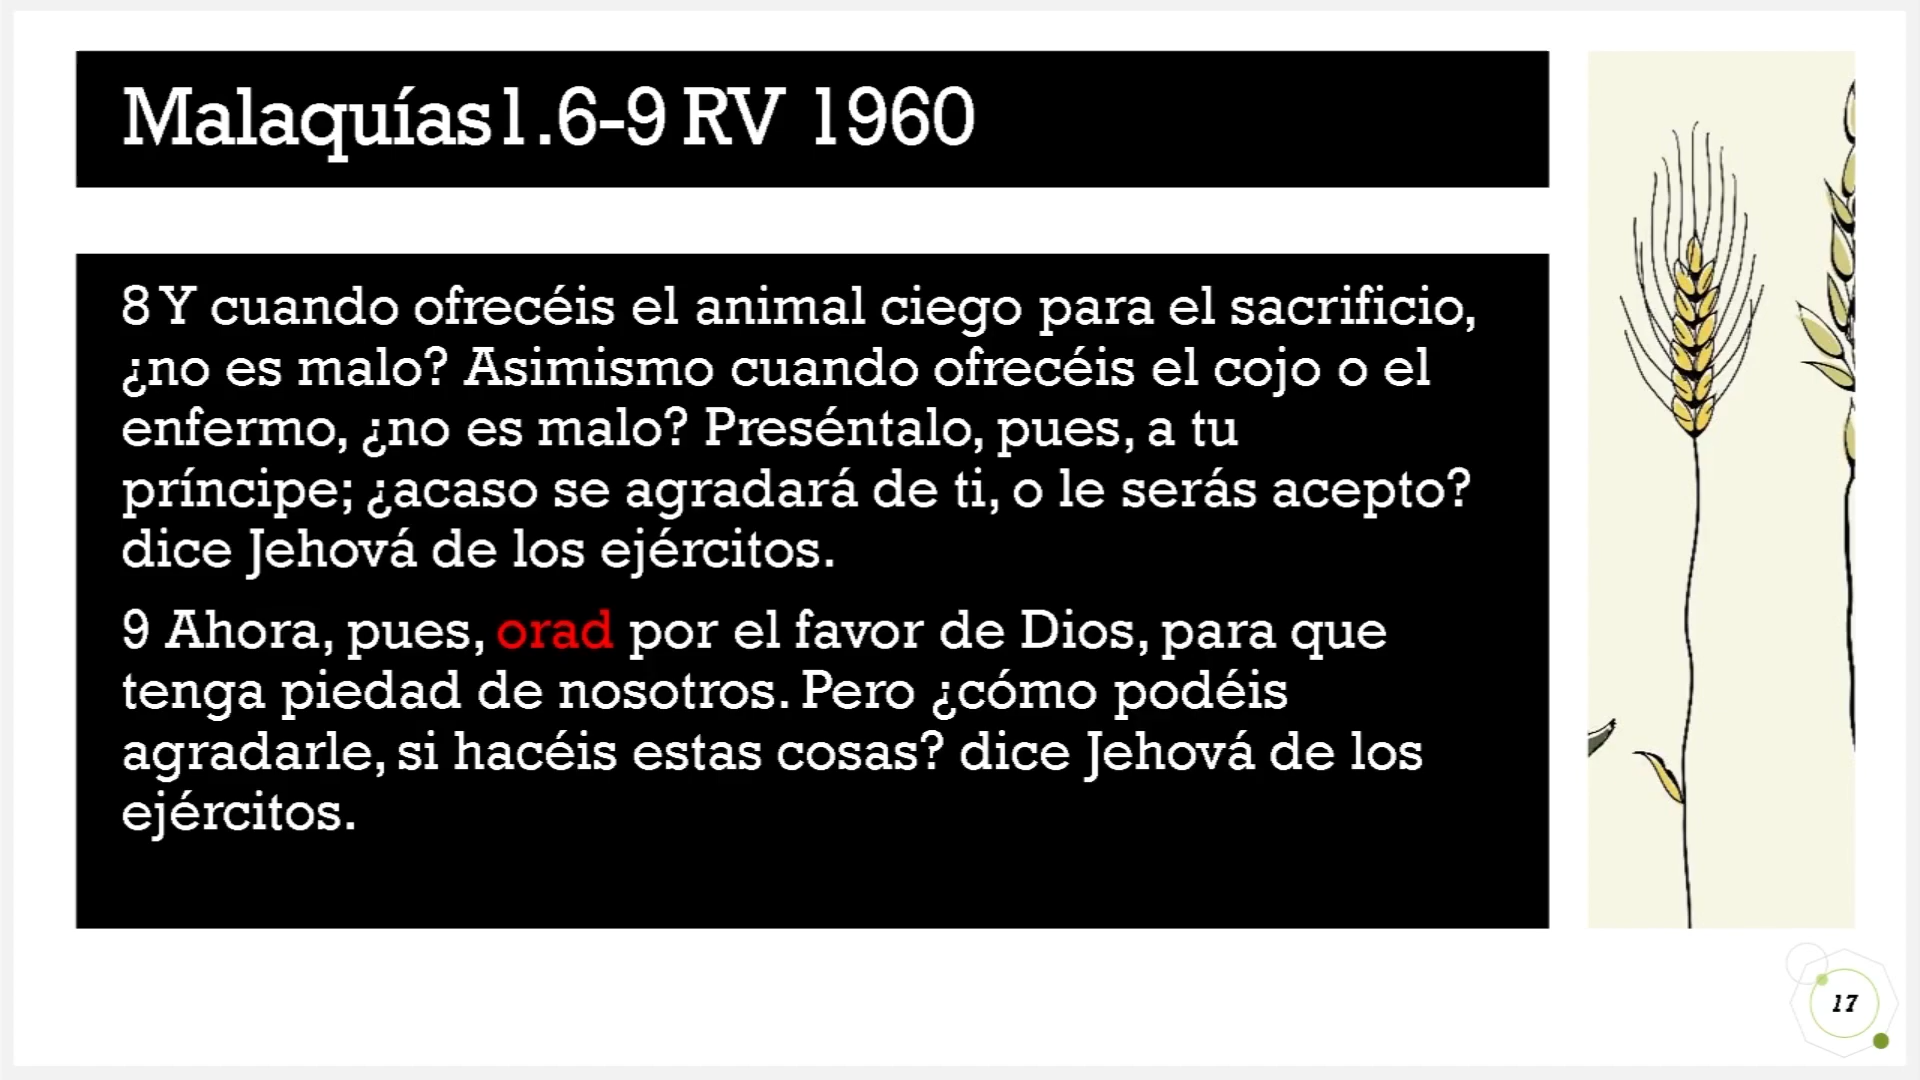 Malaquías1.6-9 RV 1960
8 Y cuando ofrecéis el animal ciego para el sacrificio,
¿no es malo? Asimismo cuando ofrecéis el cojo o el
enfermo, ¿no es malo? Preséntalo, pues, a tu
príncipe; ¿acaso se agradará de ti, o le serás acepto?
dice Jehová de los ejércitos.
9 Ahora, pues, orad por el favor de Dios, para que
tenga piedad de nosotros. Pero ¿cómo podéis
agradarle, si hacéis estas cosas? dice Jehová de los
ejércitos.
17